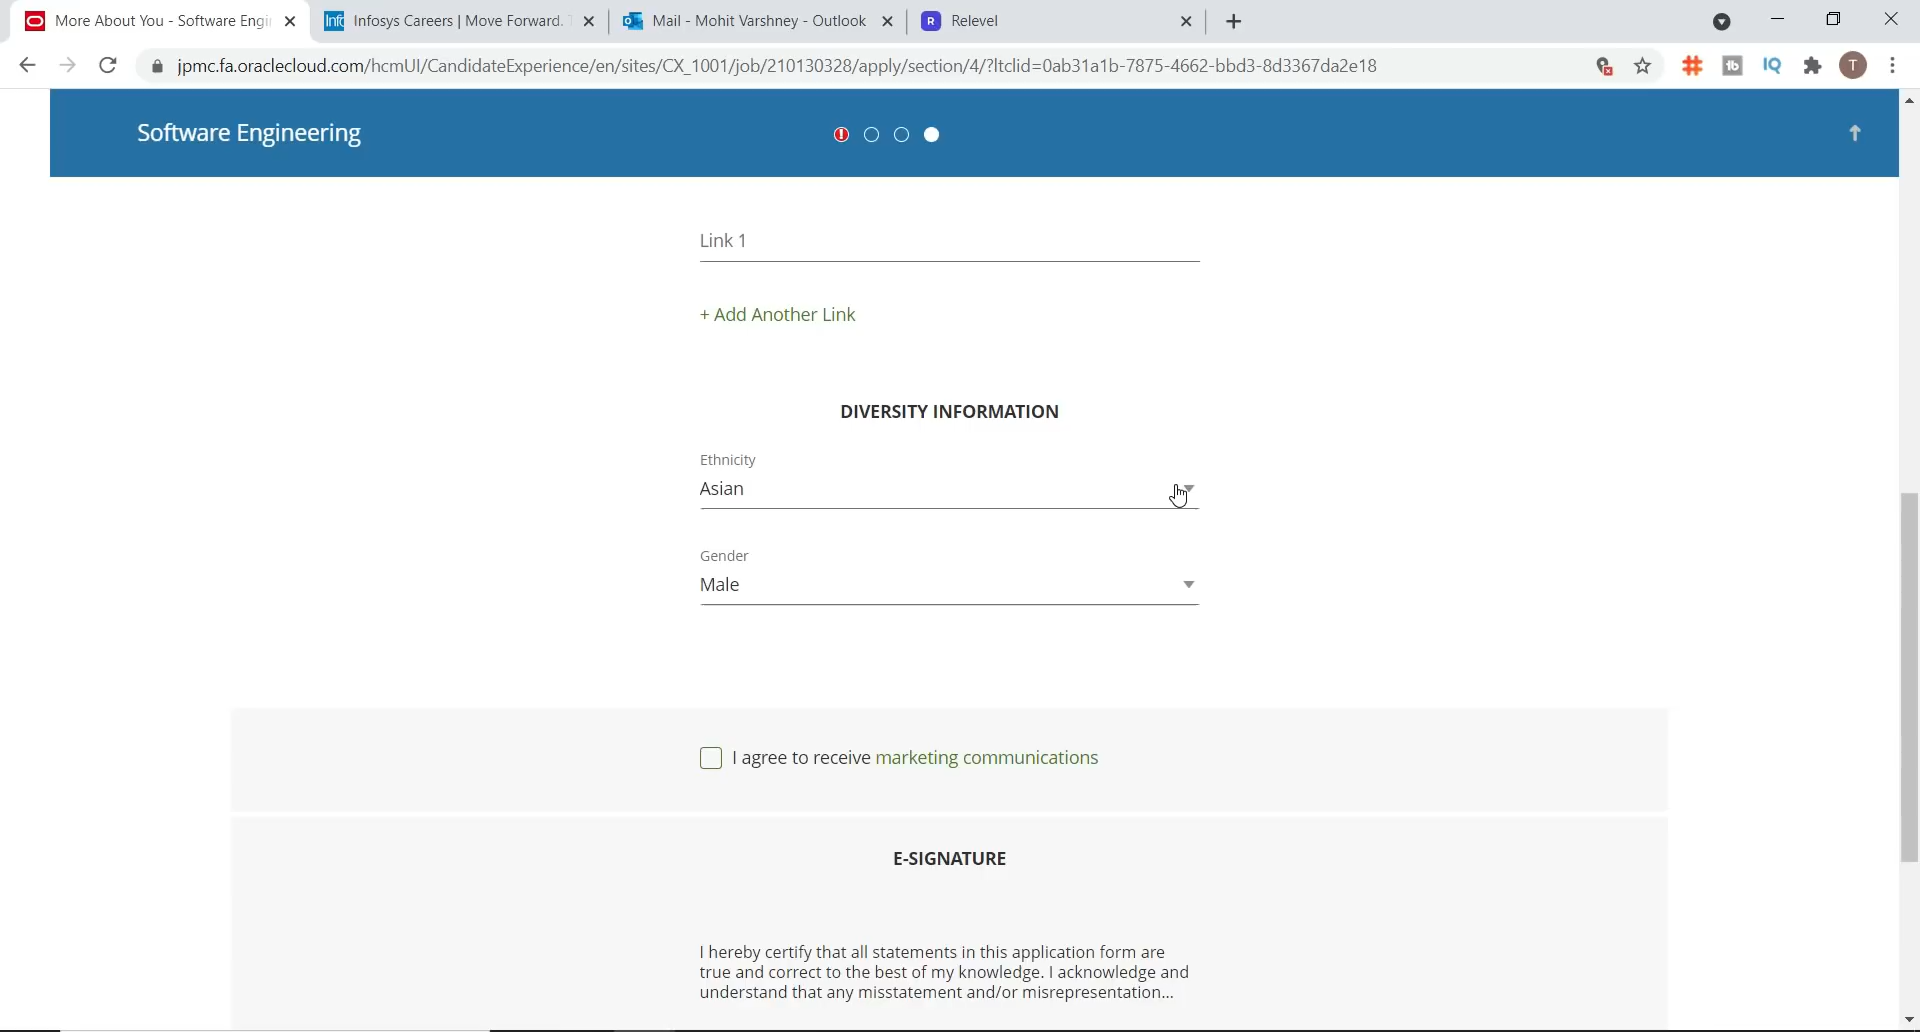 More About You - Software Engi
Infosys Careers | Move Forward.
Mail - Mohit Varshney - Outlook
R Relevel
jpmc.fa.oraclecloud.com/hcmUI/CandidateExperience/en/sites/CX_1001/job/210130328/apply/section/4/?ltclid=0ab31a1b-7875-4662-bbd3-8d3367da2e18
tb
IQ
T
Software Engineering
Link 1
+ Add Another Link
DIVERSITY INFORMATION
Ethnicity
Asian
Gender
Male
I agree to receive marketing communications
E-SIGNATURE
I hereby certify that all statements in this application form are
true and correct to the best of my knowledge. I acknowledge and
understand that any misstatement and/or misrepresentation...